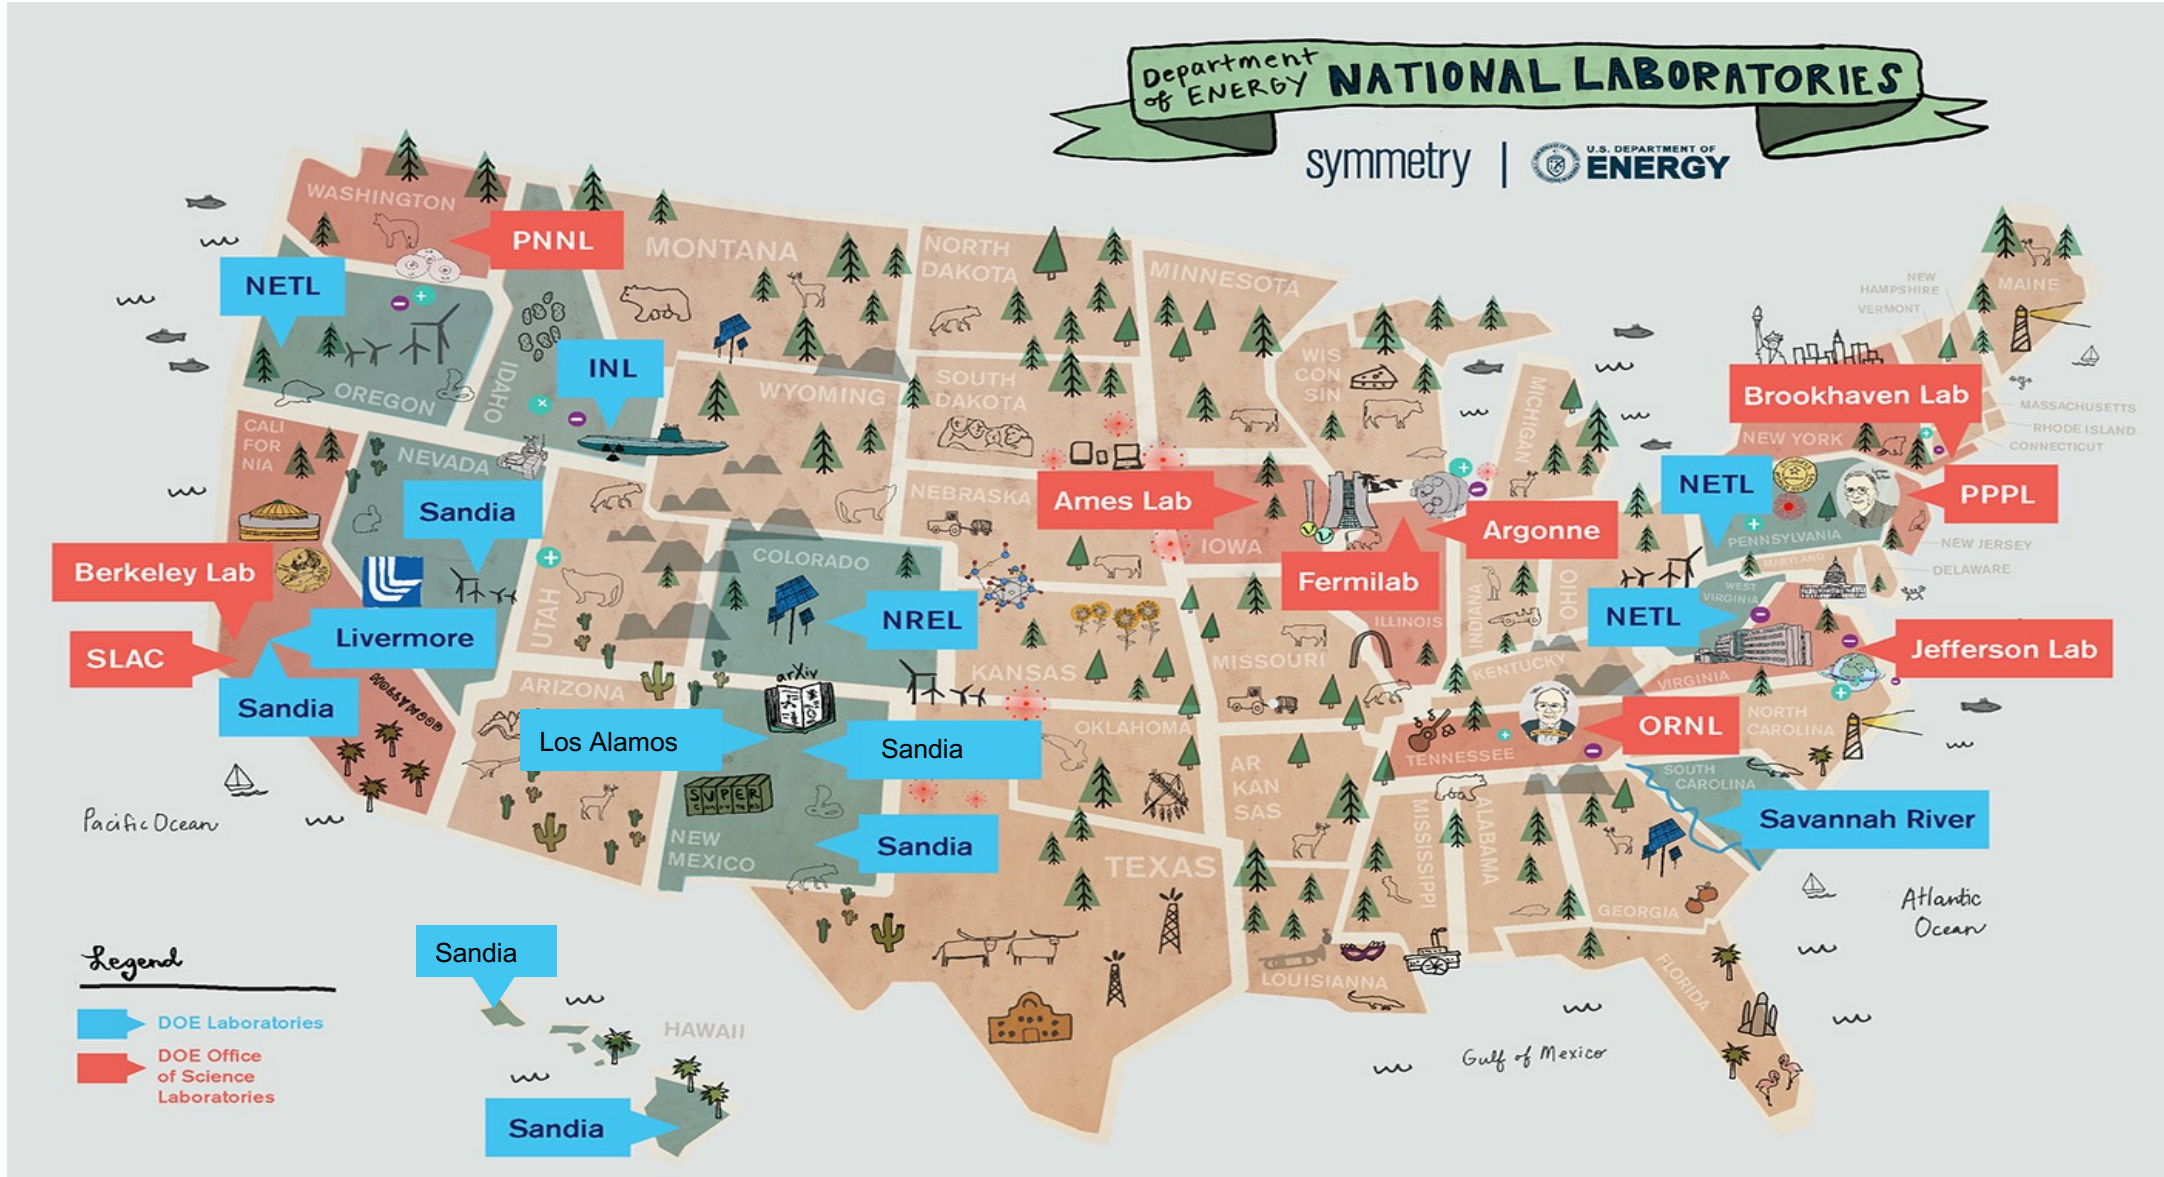 Department
of ENERGY NATIONAL LABORATORIES
symmetry
U.S. DEPARTMENT OF
ENERGY
WASHINGTON
PNNL
MONTANA
NORTH
DAKOTA
MINNESOTA
MAINE
NEW
HAMPSHIRE
VERMONT
NETL
OREGON
IDAHO
INL
WYOMING
SOUTH
DAKOTA
WIS
CON
SIN
MICHIGAN
Brookhaven Lab
MASSACHUSETTS
RHODE ISLAND
CONNECTICUT
NEW YORK
CALI
FOR
NIA
NEVADA
Sandia
NEBRASKA
Ames Lab
IOWA
Argonne
Fermilab
NETL
PPPL
PENNSYLVANIA
NEW JERSEY
MARYLAND
DELAWARE
Berkeley Lab
SLAC
Livermore
Sandia
HOLLYWOOD
UTAH
COLORADO
NREL
KANSAS
MISSOURI
ILLINOIS
INDIANA
OHIO
NETL
WEST
VIRGINIA
Jefferson Lab
VIRGINIA
KENTUCKY
ARIZONA
arXiv
Los Alamos
Sandia
OKLAHOMA
AR
KAN
SAS
TENNESSEE
ORNL
NORTH
CAROLINA
SOUTH
CAROLINA
Savannah River
SUPER
COMPUTERS
NEW
MEXICO
Sandia
TEXAS
MISSISSIPPI
ALABAMA
GEORGIA
LOUISIANNA
FLORIDA
Pacific Ocean
Atlantic
Ocean
Gulf of Mexico
Legend
DOE Laboratories
DOE Office
of Science
Laboratories
Sandia
HAWAII
Sandia